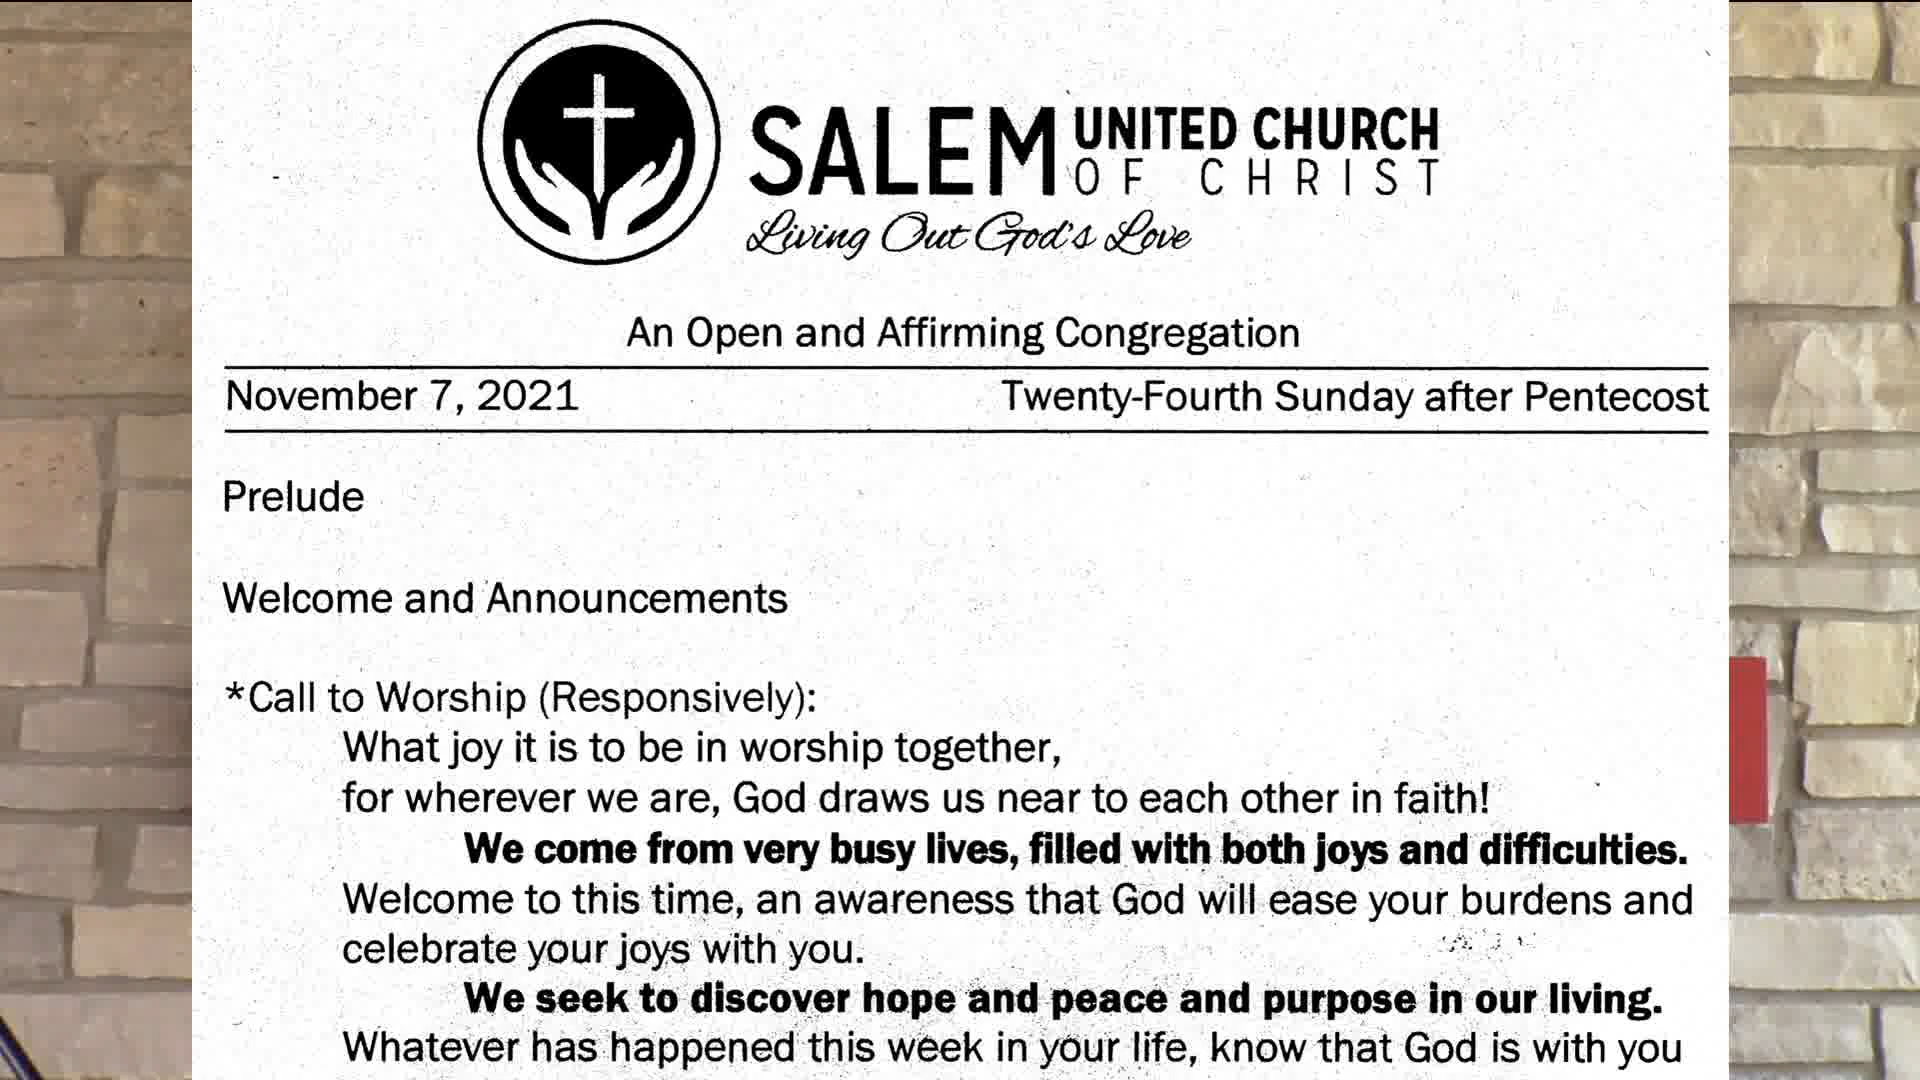 SALEM UNITED CHURCH
OF CHRIST
Living Out God's Love
An Open and Affirming Congregation
November 7, 2021 Twenty-Fourth Sunday after Pentecost
Prelude
Welcome and Announcements
*Call to Worship (Responsively):
What joy it is to be in worship together,
for wherever we are, God draws us near to each other in faith!
We come from very busy lives, filled with both joys and difficulties.
Welcome to this time, an awareness that God will ease your burdens and
celebrate your joys with you.
We seek to discover hope and peace and purpose in our living.
Whatever has happened this week in your life, know that God is with you